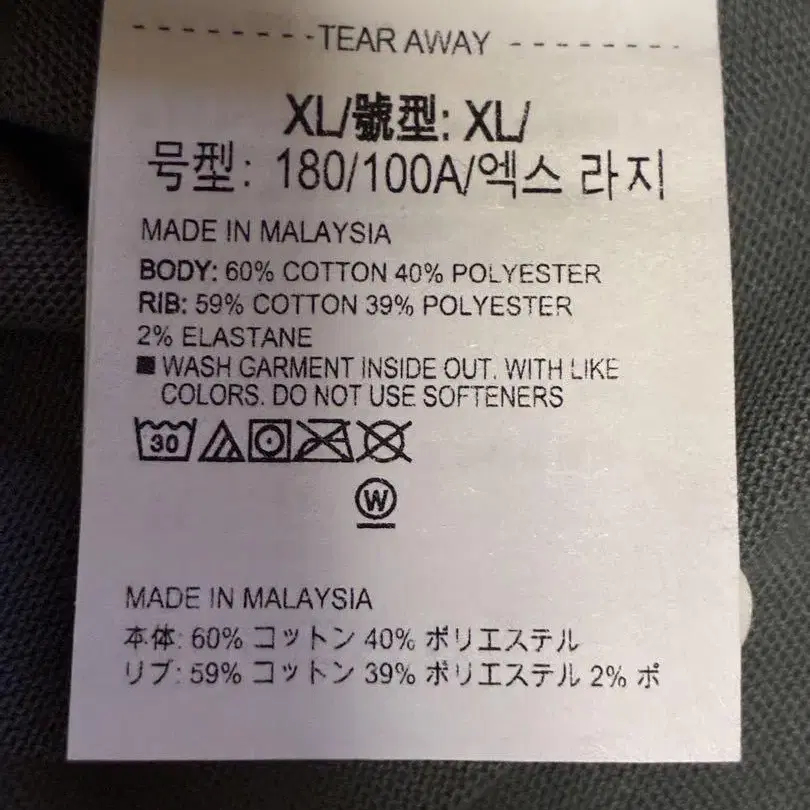 - - - - - - - - -TEAR AWAY - - - - - - - - -
XL/號型: XL/
号型: 180/100A/엑스 라지
MADE IN MALAYSIA
BODY: 60% COTTON 40% POLYESTER
RIB: 59% COTTON 39% POLYESTER
2% ELASTANE
■ WASH GARMENT INSIDE OUT. WITH LIKE
COLORS. DO NOT USE SOFTENERS
30
W
MADE IN MALAYSIA
本体: 60% コットン 40% ポリエステル
リブ: 59% コットン 39% ポリエステル 2% ポ